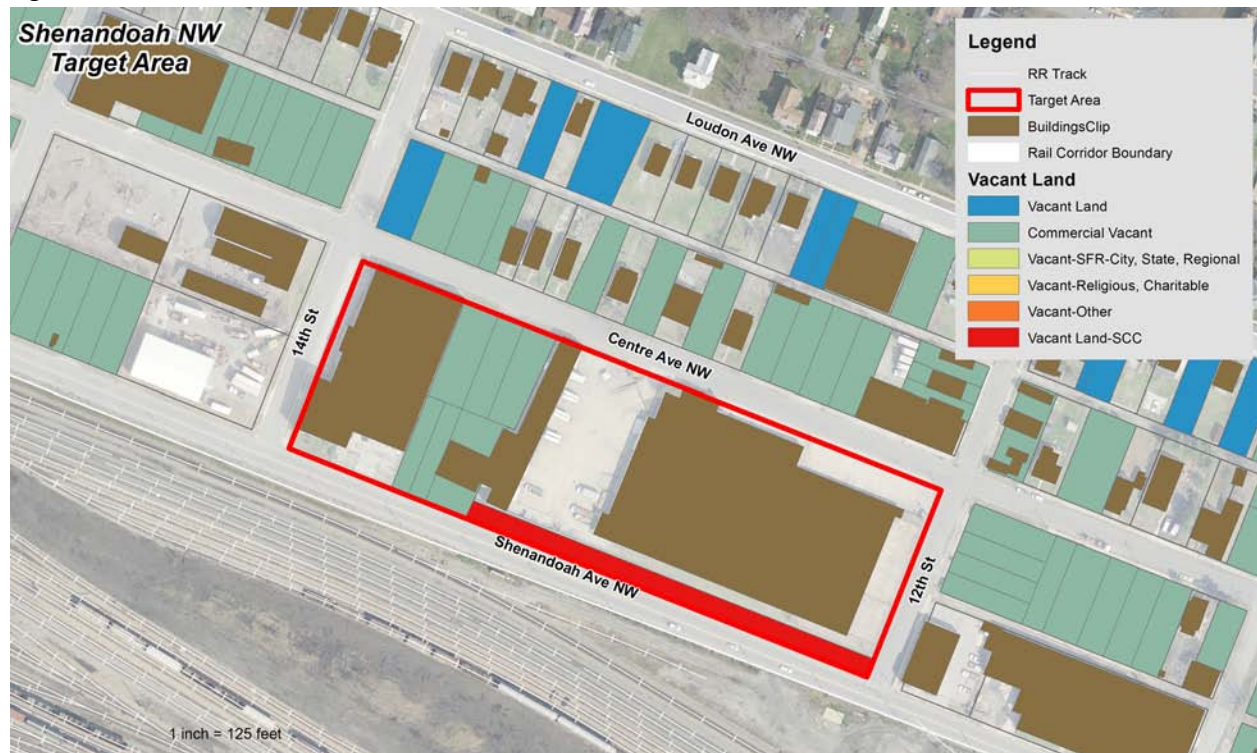 Shenandoah NW
Target Area
Legend
RR Track
Target Area
BuildingsClip
Rail Corridor Boundary
Vacant Land
Vacant Land
Commercial Vacant
Vacant-SFR-City, State, Regional
Vacant-Religious, Charitable
Vacant-Other
Vacant Land-SCC
Loudon Ave NW
14th St
Centre Ave NW
Shenandoah Ave NW
12th St
1 inch = 125 feet